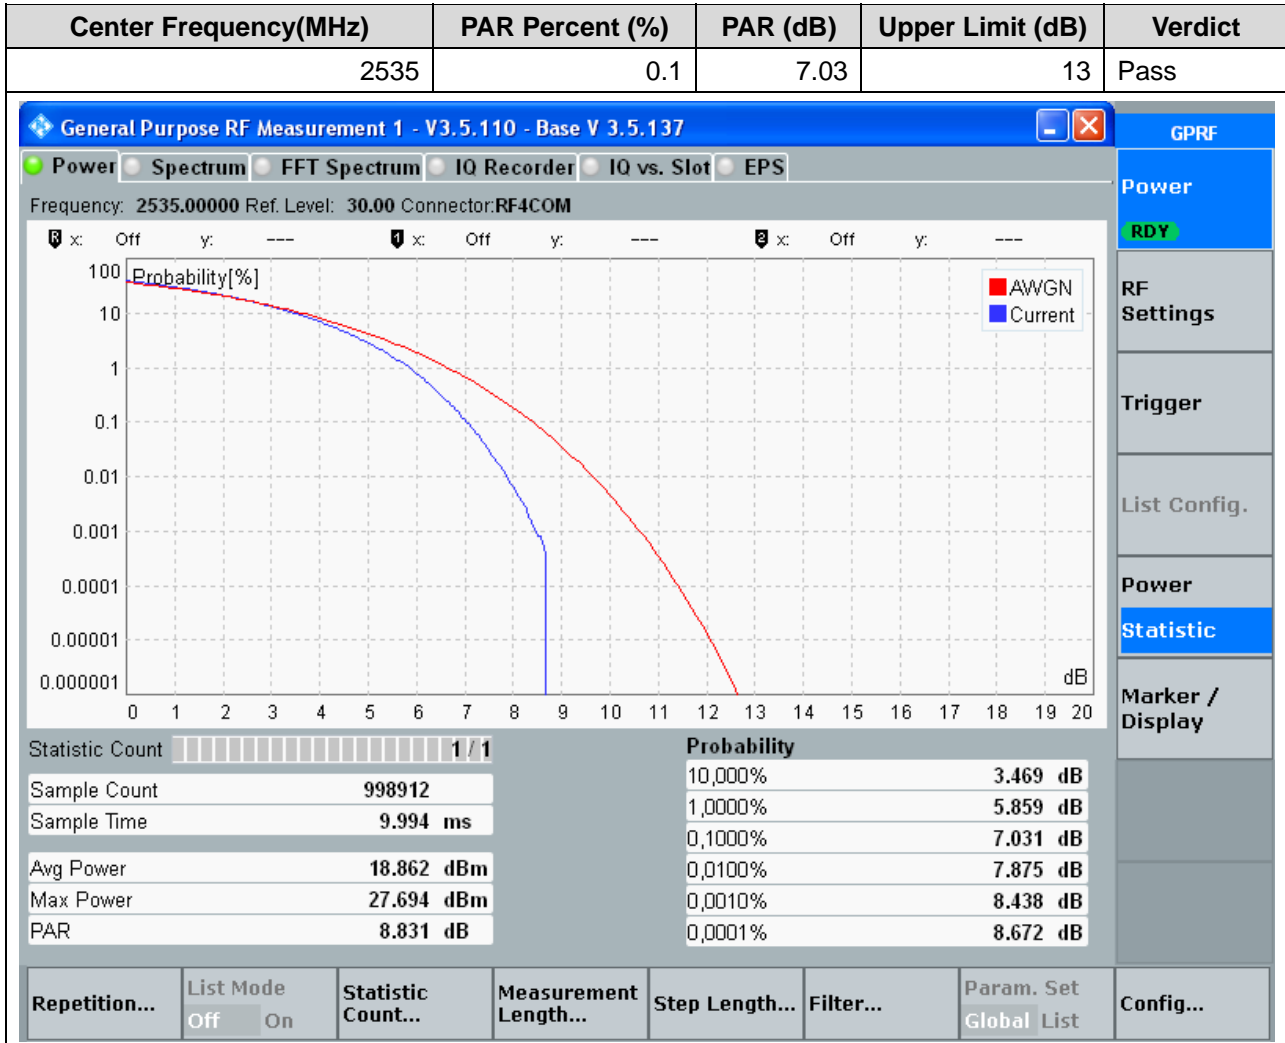 Center Frequency(MHz) PAR Percent (%) PAR (dB) Upper Limit (dB) Verdict
2535 0.1 7.03 13 Pass
General Purpose RF Measurement 1 - V3.5.110 - Base V 3.5.137
GPRF
Power Spectrum FFT Spectrum IQ Recorder IQ vs. Slot EPS
Frequency: 2535.00000 Ref. Level: 30.00 Connector:RF4COM
R x: Off y: --- 1 x: Off y: --- 2 x: Off y: ---
Probability[%]
AWGN
Current
100
10
1
0.1
0.01
0.001
0.0001
0.00001
0.000001
dB
0 1 2 3 4 5 6 7 8 9 10 11 12 13 14 15 16 17 18 19 20
Statistic Count 1 / 1
Sample Count 998912
Sample Time 9.994 ms
Avg Power 18.862 dBm
Max Power 27.694 dBm
PAR 8.831 dB
Probability
10,000% 3.469 dB
1,0000% 5.859 dB
0,1000% 7.031 dB
0,0100% 7.875 dB
0,0010% 8.438 dB
0,0001% 8.672 dB
Power
RDY
RF
Settings
Trigger
List Config.
Power
Statistic
Marker /
Display
Repetition...
List Mode
Off On
Statistic
Count...
Measurement
Length...
Step Length...
Filter...
Param. Set
Global List
Config...